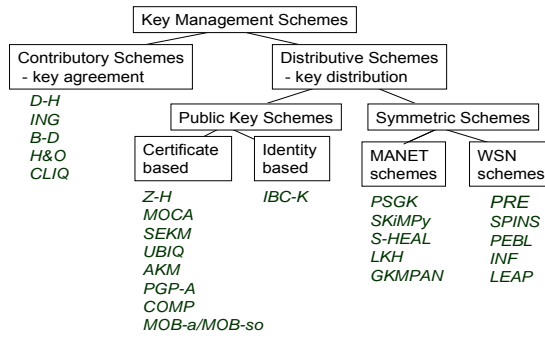 Key Management Schemes
Contributory Schemes
- key agreement
Distributive Schemes
- key distribution
D-H
ING
B-D
H&O
CLIQ
Public Key Schemes
Symmetric Schemes
Certificate
based
Identity
based
MANET
schemes
WSN
schemes
Z-H
MOCA
SEKM
UBIQ
AKM
PGP-A
COMP
MOB-a/MOB-so
IBC-K
PSGK
SKiMPy
S-HEAL
LKH
GKMPAN
PRE
SPINS
PEBL
INF
LEAP